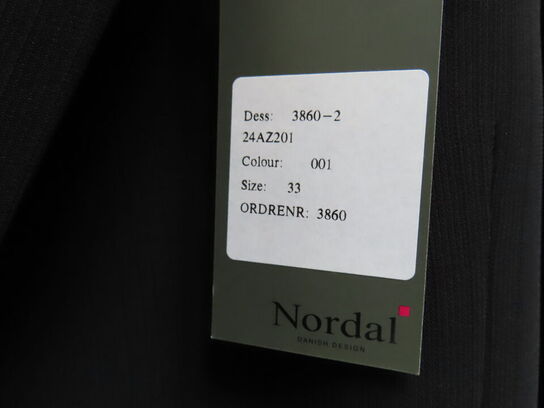 Dess: 3860-2
24AZ201
Colour: 001
Size: 33
ORDRENR: 3860
Nordal
DANISH DESIGN